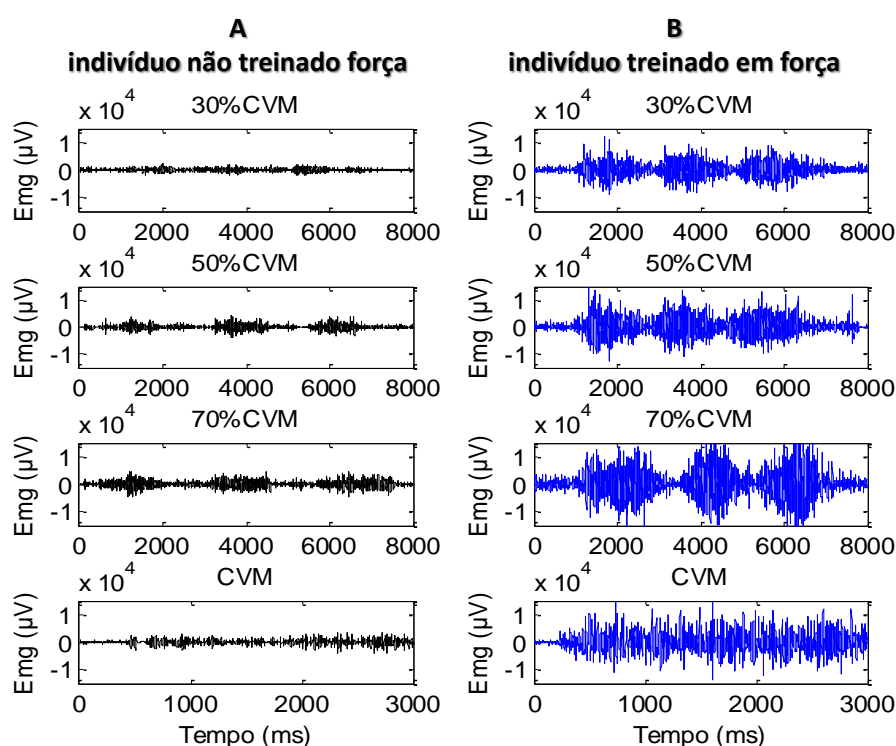 A
indivíduo não treinado força
B
indivíduo treinado em força
x 10^4
30%CVM
Emg (µV)
1
0
-1
0 2000 4000 6000 8000
x 10^4
50%CVM
Emg (µV)
1
0
-1
0 2000 4000 6000 8000
x 10^4
70%CVM
Emg (µV)
1
0
-1
0 2000 4000 6000 8000
x 10^4
CVM
Emg (µV)
1
0
-1
0 1000 2000 3000
Tempo (ms)
x 10^4
30%CVM
Emg (µV)
1
0
-1
0 2000 4000 6000 8000
x 10^4
50%CVM
Emg (µV)
1
0
-1
0 2000 4000 6000 8000
x 10^4
70%CVM
Emg (µV)
1
0
-1
0 2000 4000 6000 8000
x 10^4
CVM
Emg (µV)
1
0
-1
0 1000 2000 3000
Tempo (ms)